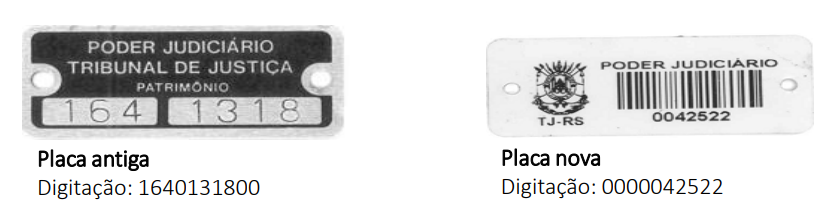 PODER JUDICIÁRIO
TRIBUNAL DE JUSTIÇA
PATRIMÔNIO
164 1318
Placa antiga
Digitação: 1640131800
PODER JUDICIÁRIO
TJ-RS
0042522
Placa nova
Digitação: 0000042522